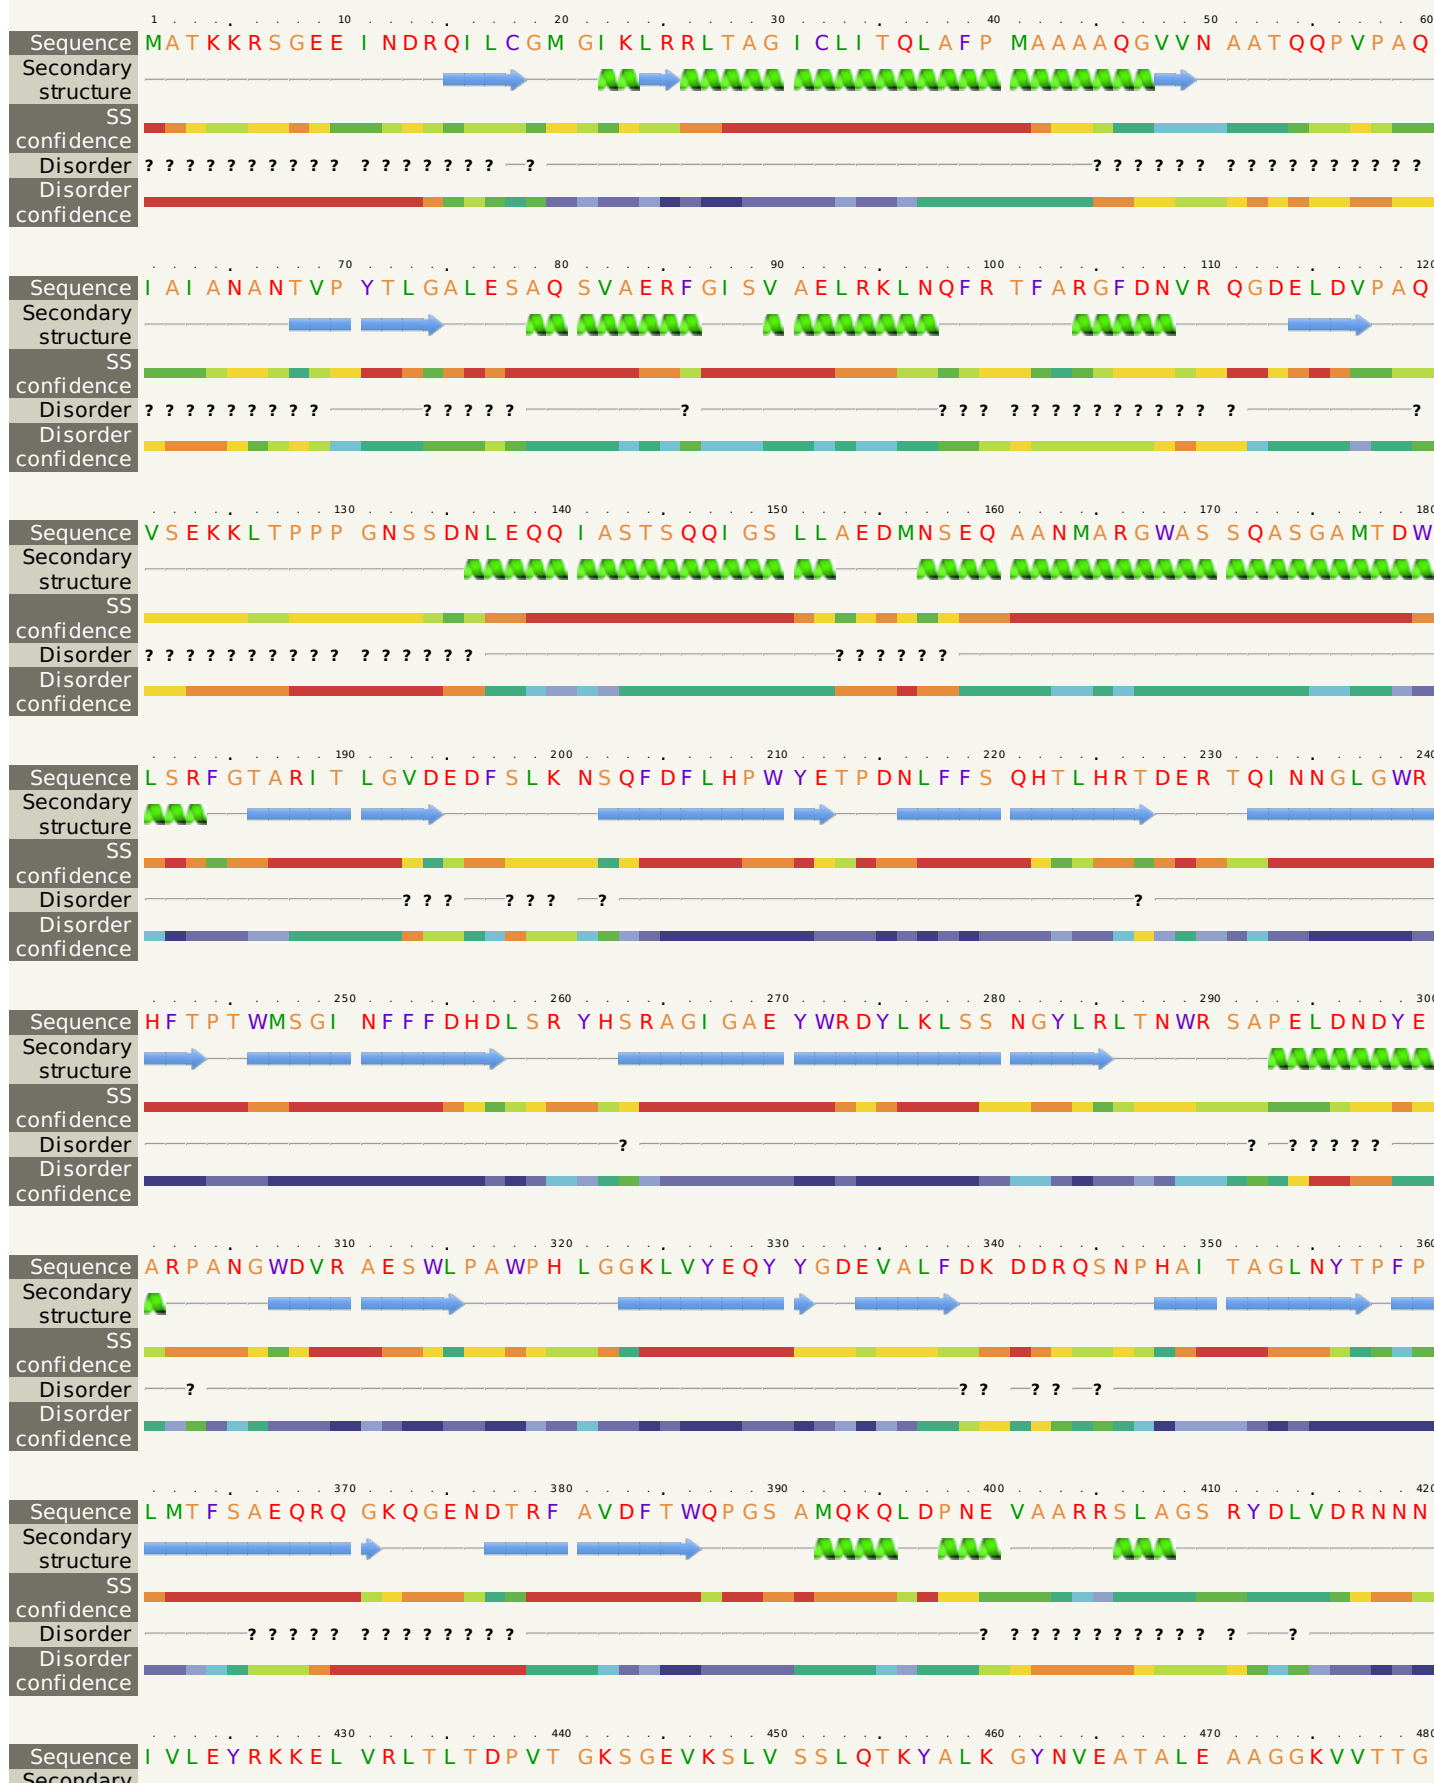 1 10 20 30 40 50 60
Sequence MATKKRSGEE INDRQILCGM GIKLRRLTAG ICLITQLAFP MAAAAQGVVN AATQQPVPAQ
Secondary structure
SS confidence
Disorder ? ? ? ? ? ? ? ? ? ? ? ? ? ? ? ? ? ? ? ? ? ? ? ? ? ? ? ? ? ? ? ? ? ?
Disorder confidence
70 80 90 100 110 120
Sequence IAIANANTVP YTLGALESAQ SVAERFGISV AELRKLNQFR TFARGFDNVR QGDELDVPAQ
Secondary structure
SS confidence
Disorder ? ? ? ? ? ? ? ? ? ? ? ? ? ? ? ? ? ? ? ? ? ? ? ? ? ? ? ? ? ?
Disorder confidence
130 140 150 160 170 180
Sequence VSEKKLTPPP GNSSDNLEQQ IASTSQQIGS LLAEDMNSEQ AANMARGWAS SQASGAMTDW
Secondary structure
SS confidence
Disorder ? ? ? ? ? ? ? ? ? ? ? ? ? ? ? ? ? ? ? ? ? ?
Disorder confidence
190 200 210 220 230 240
Sequence LSRFGTARIT LGVDEDFSLK NSQFDFLHPW YETPDNLFFS QHTLHRTDER TQINNGLGWR
Secondary structure
SS confidence
Disorder ? ? ? ? ? ? ? ?
Disorder confidence
250 260 270 280 290 300
Sequence HFTPTWMSGI NFFFDHDLSR YHSRAGIGAE YWRDYLKLSS NGYLRLTNWR SAPELDNDYE
Secondary structure
SS confidence
Disorder ? ? ? ? ? ? ?
Disorder confidence
310 320 330 340 350 360
Sequence ARPANGWDVR AESWLPAWPH LGGKLVYEQY YGDEVALFDK DDRQSNPHAI TAGLNYTPFP
Secondary structure
SS confidence
Disorder ? ? ? ? ? ?
Disorder confidence
370 380 390 400 410 420
Sequence LMTFSAEQRQ GKQGENDTRF AVDFTWQPGS AMQKQLDPNE VAARRSLAGS RYDLVDRNNN
Secondary structure
SS confidence
Disorder ? ? ? ? ? ? ? ? ? ? ? ? ? ? ? ? ? ? ? ? ? ? ? ? ? ?
Disorder confidence
430 440 450 460 470 480
Sequence IVLEYRKKEL VRLTLTDPVT GKSGEVKSLV SSLQTKYALK GYNVEATALE AAGGKVVTTG
Secondary